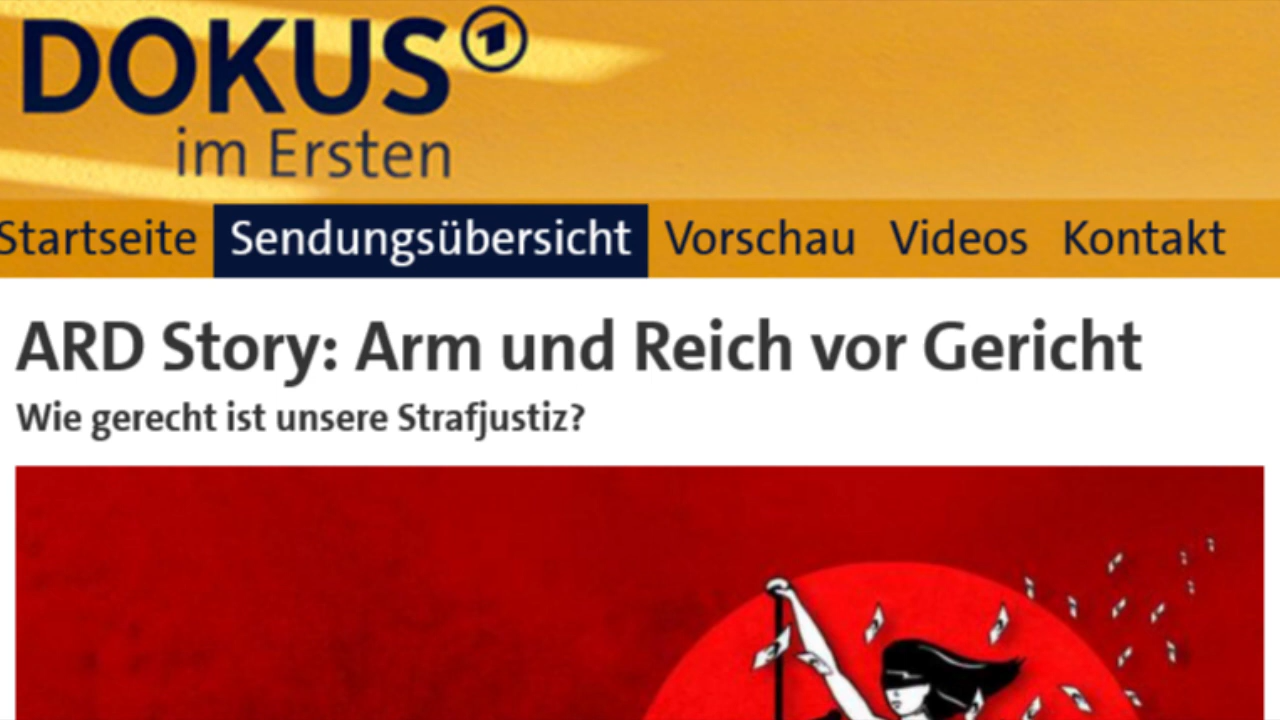 DOKUS
im Ersten
Startseite Sendungsübersicht Vorschau Videos Kontakt
ARD Story: Arm und Reich vor Gericht
Wie gerecht ist unsere Strafjustiz?